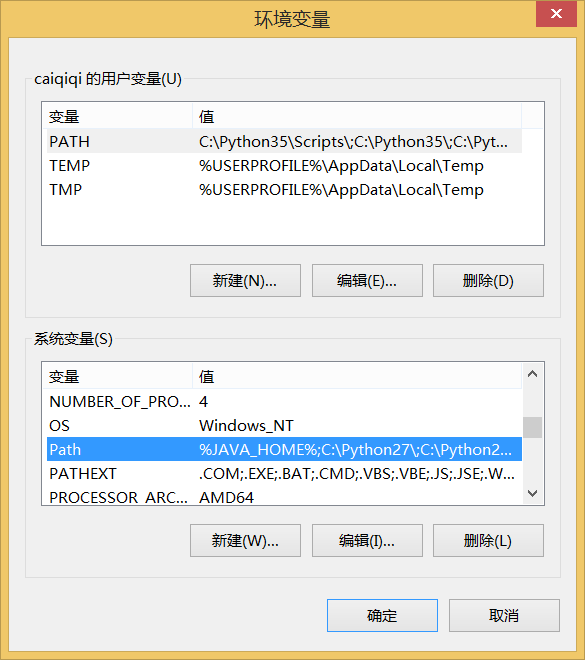 环境变量
caiqiqi 的用户变量(U)
变量 值
PATH C:\Python35\Scripts\;C:\Python35\;C:\Pyt...
TEMP %USERPROFILE%\AppData\Local\Temp
TMP %USERPROFILE%\AppData\Local\Temp
新建(N)... 编辑(E)... 删除(D)
系统变量(S)
变量 值
NUMBER_OF_PRO... 4
OS Windows_NT
Path %JAVA_HOME%;C:\Python27\;C:\Python2...
PATHEXT .COM;.EXE;.BAT;.CMD;.VBS;.VBE;.JS;.JSE;.W...
PROCESSOR_ARC... AMD64
新建(W)... 编辑(I)... 删除(L)
确定 取消